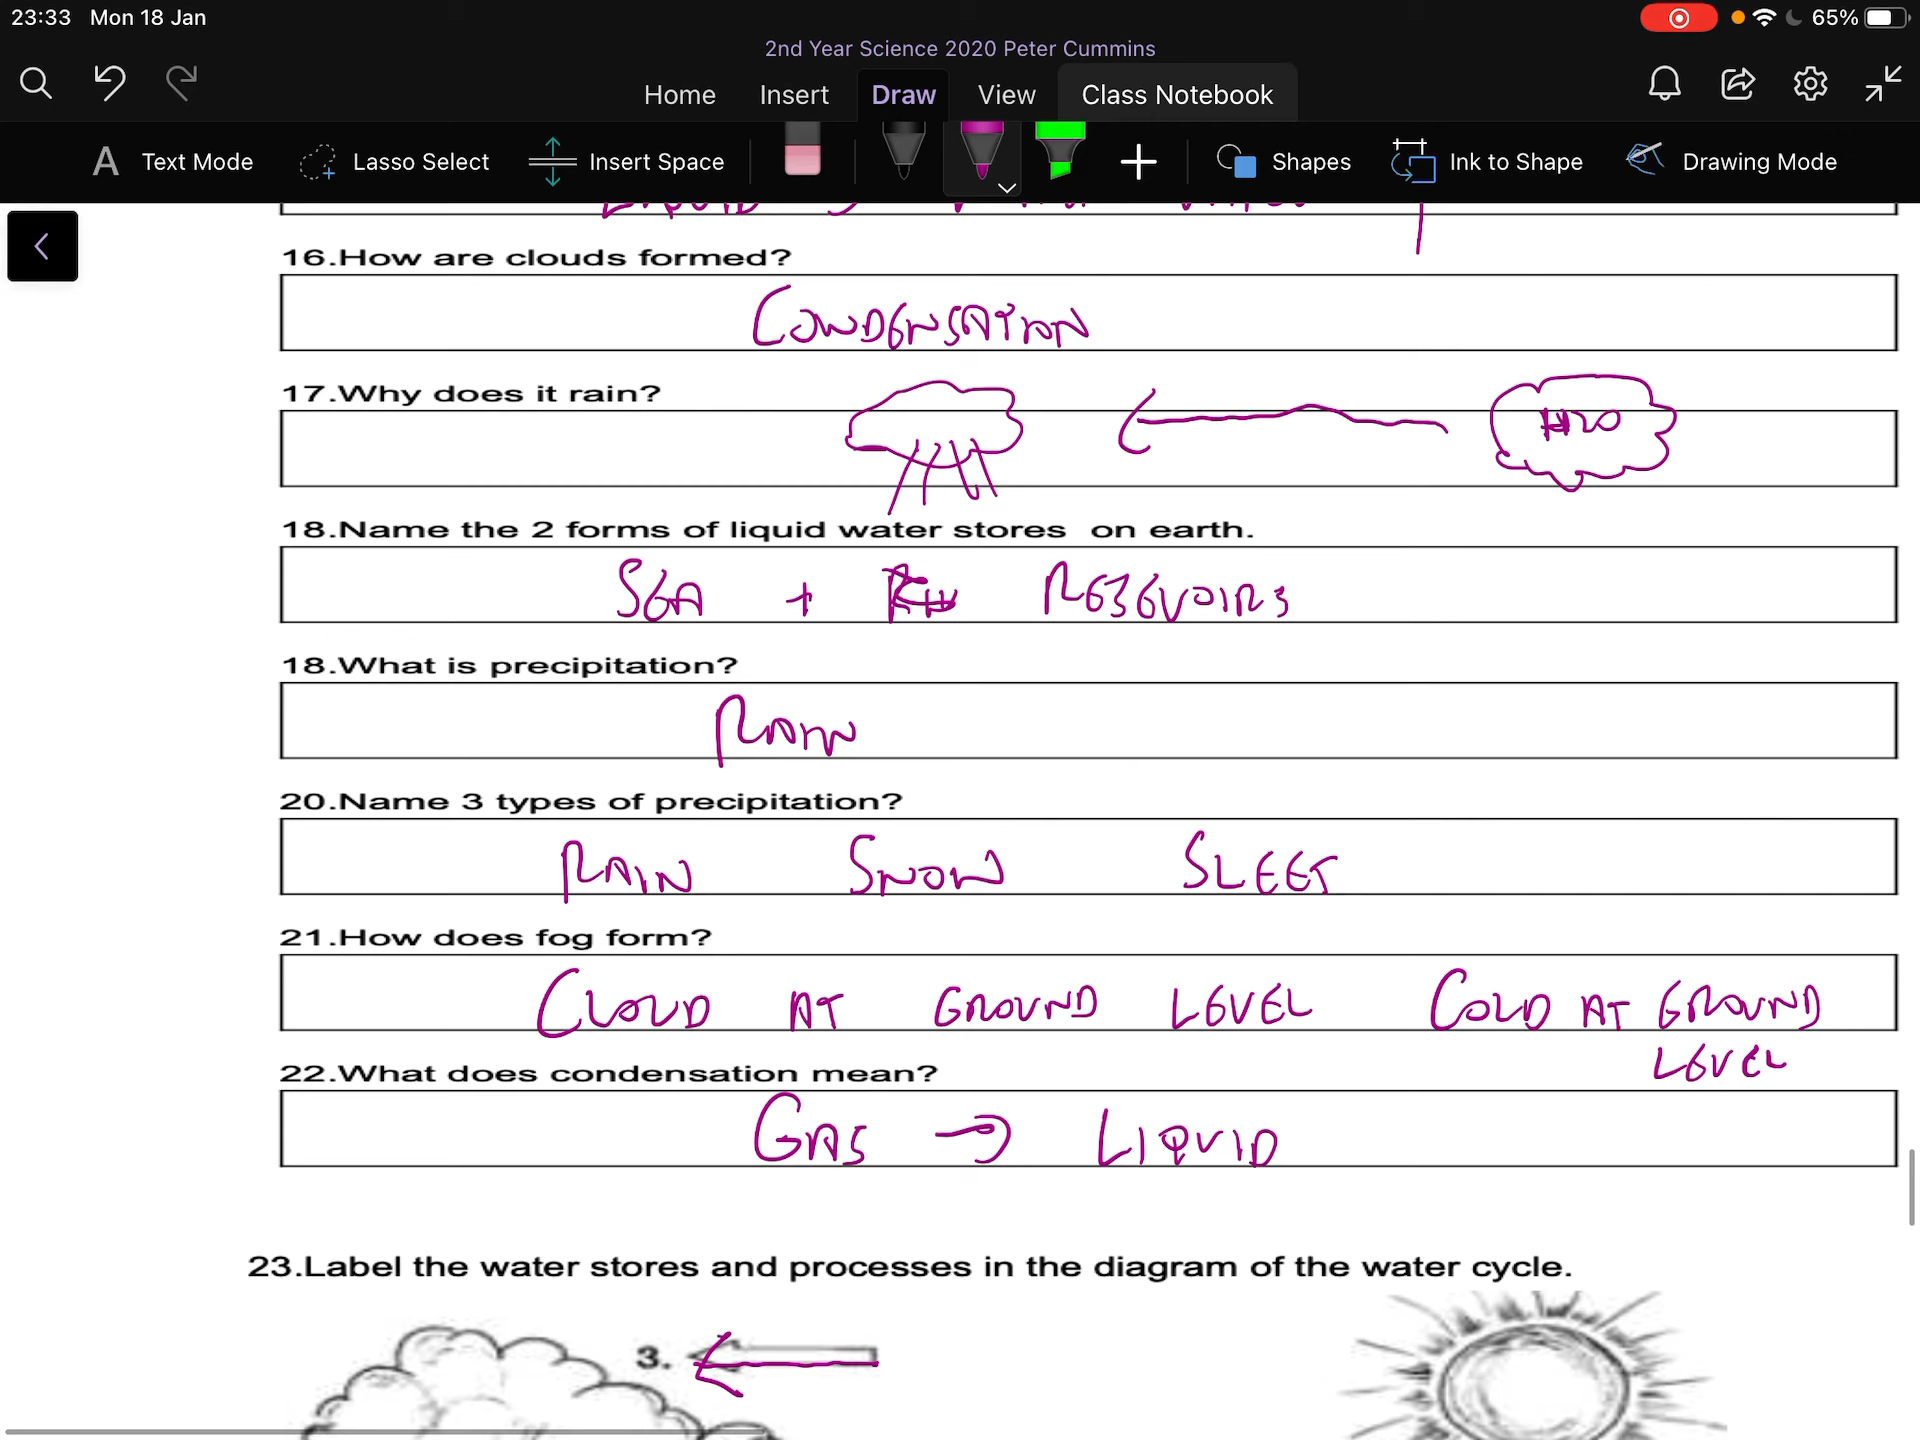 23:33 Mon 18 Jan 65%
2nd Year Science 2020 Peter Cummins
Home Insert Draw View Class Notebook
A Text Mode Lasso Select Insert Space Shapes Ink to Shape Drawing Mode
16.How are clouds formed?
CONDENSATION
17.Why does it rain?
H2O
18.Name the 2 forms of liquid water stores on earth.
SEA + RESEVOIRS
18.What is precipitation?
RAIN
20.Name 3 types of precipitation?
RAIN SNOW SLEET
21.How does fog form?
CLOUD AT GROUND LEVEL COLD AT GROUND
LEVEL
22.What does condensation mean?
GAS → LIQUID
23.Label the water stores and processes in the diagram of the water cycle.
3.